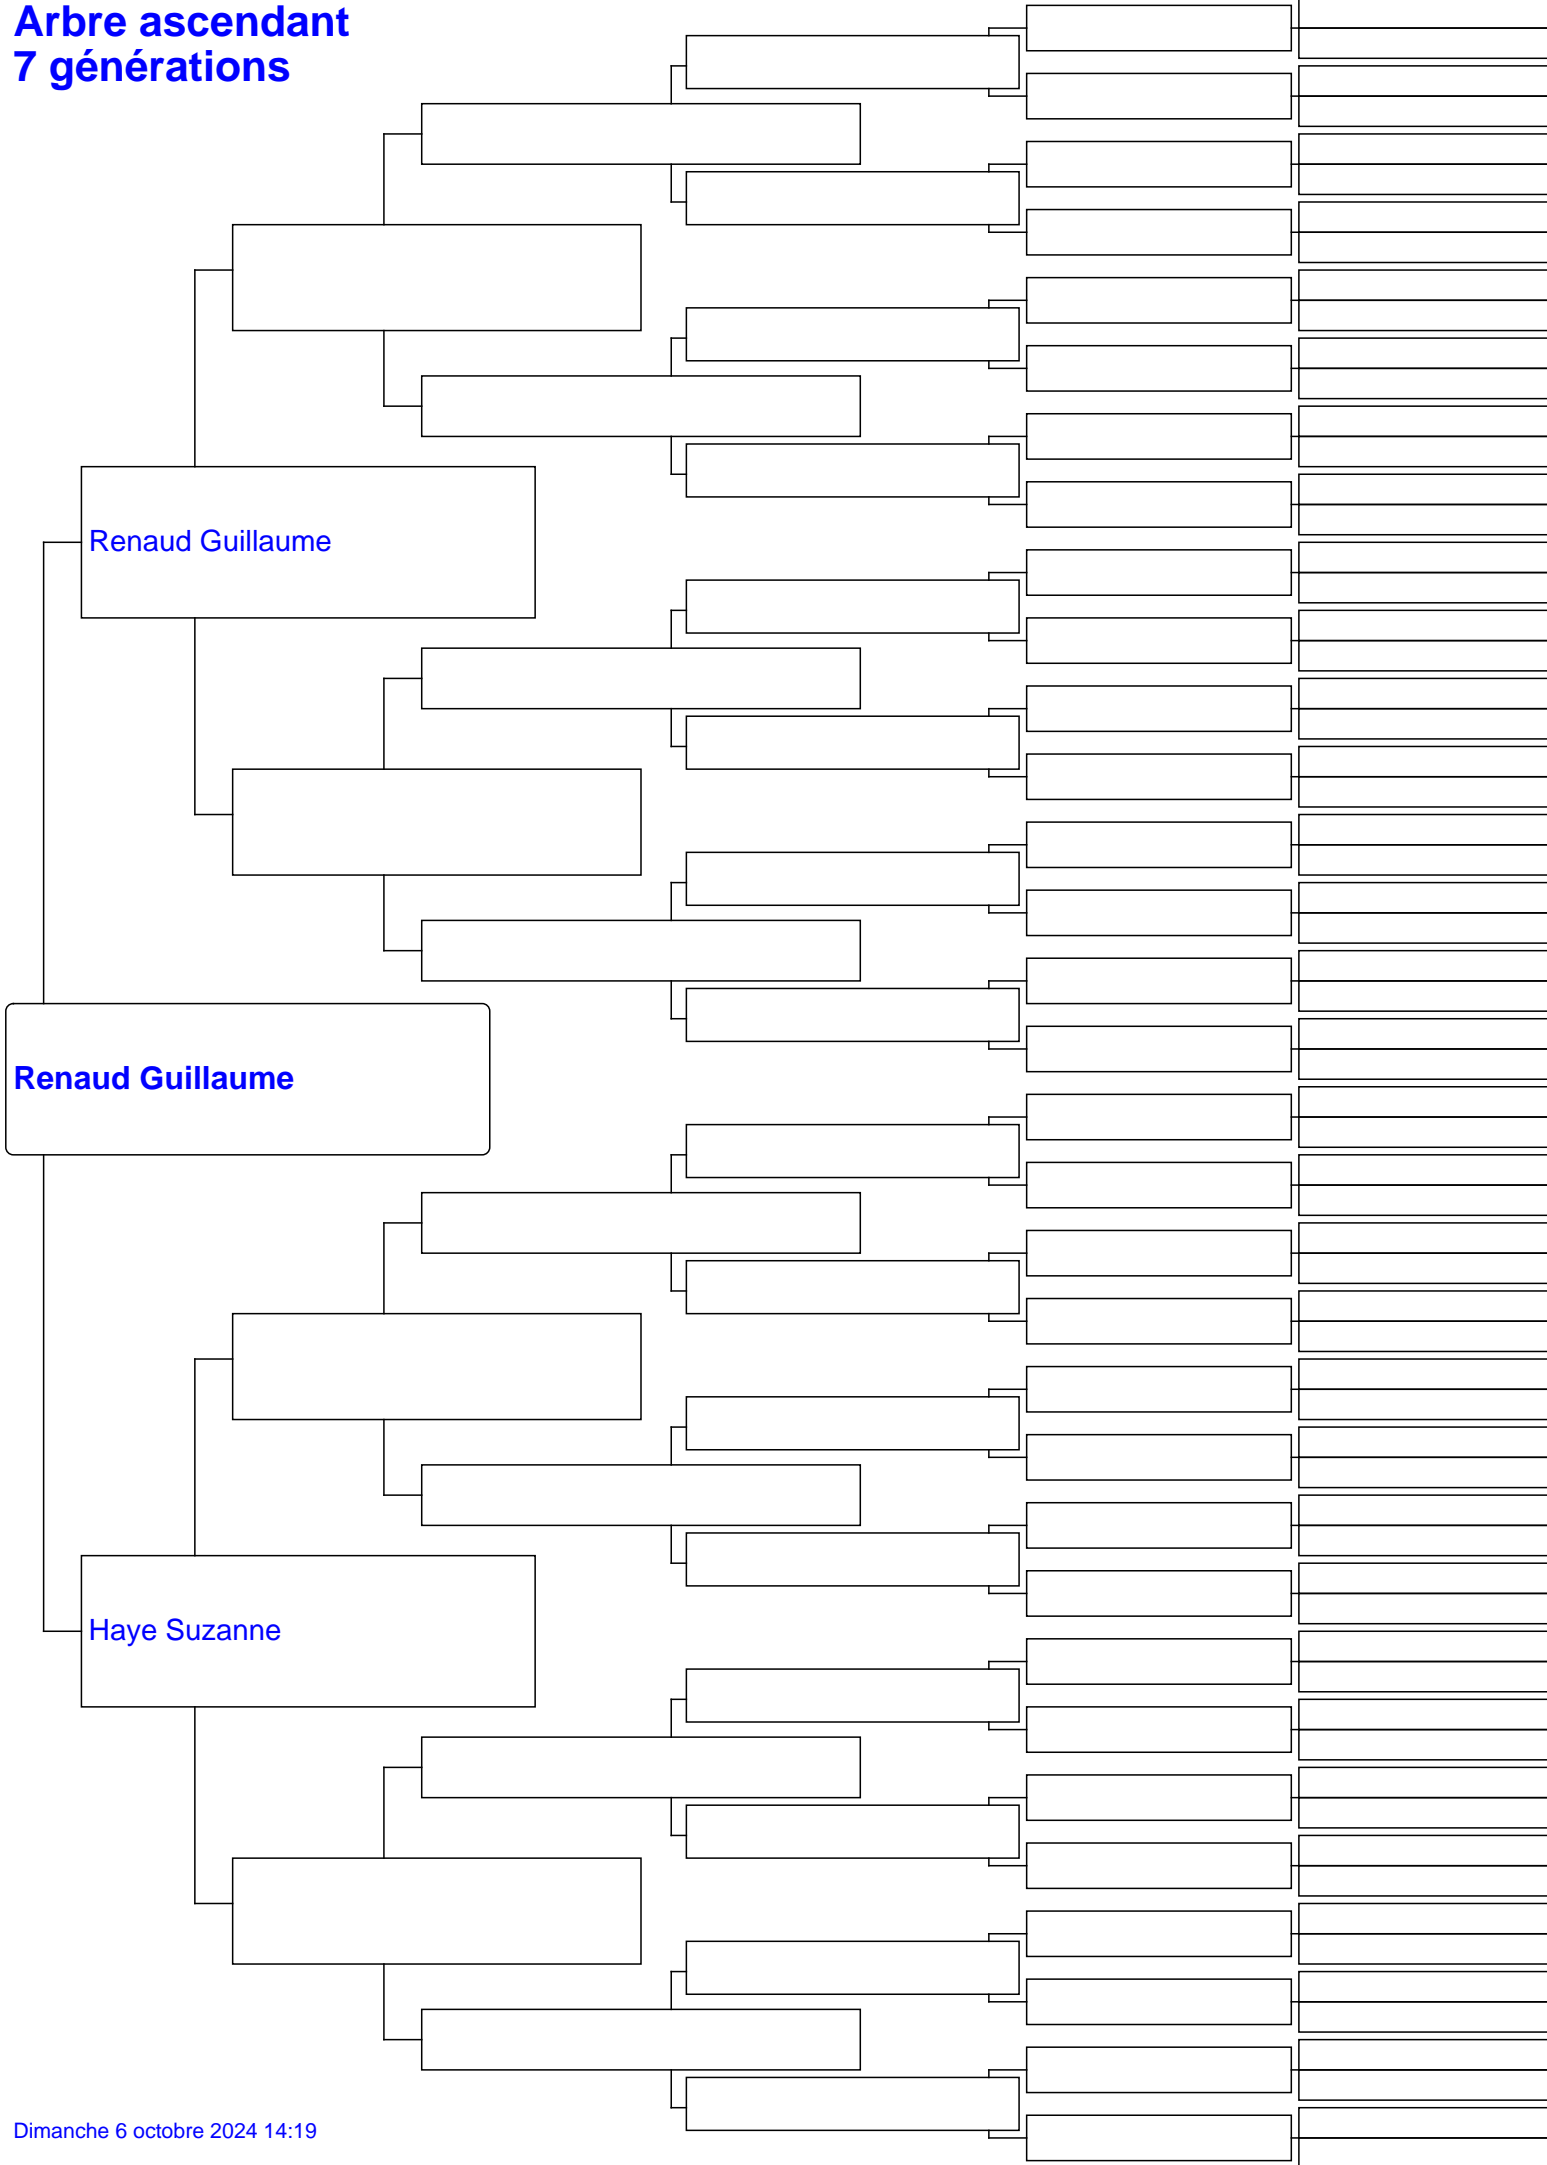 Arbre ascendant
7 générations
Renaud Guillaume
Renaud Guillaume
Haye Suzanne
Dimanche 6 octobre 2024 14:19